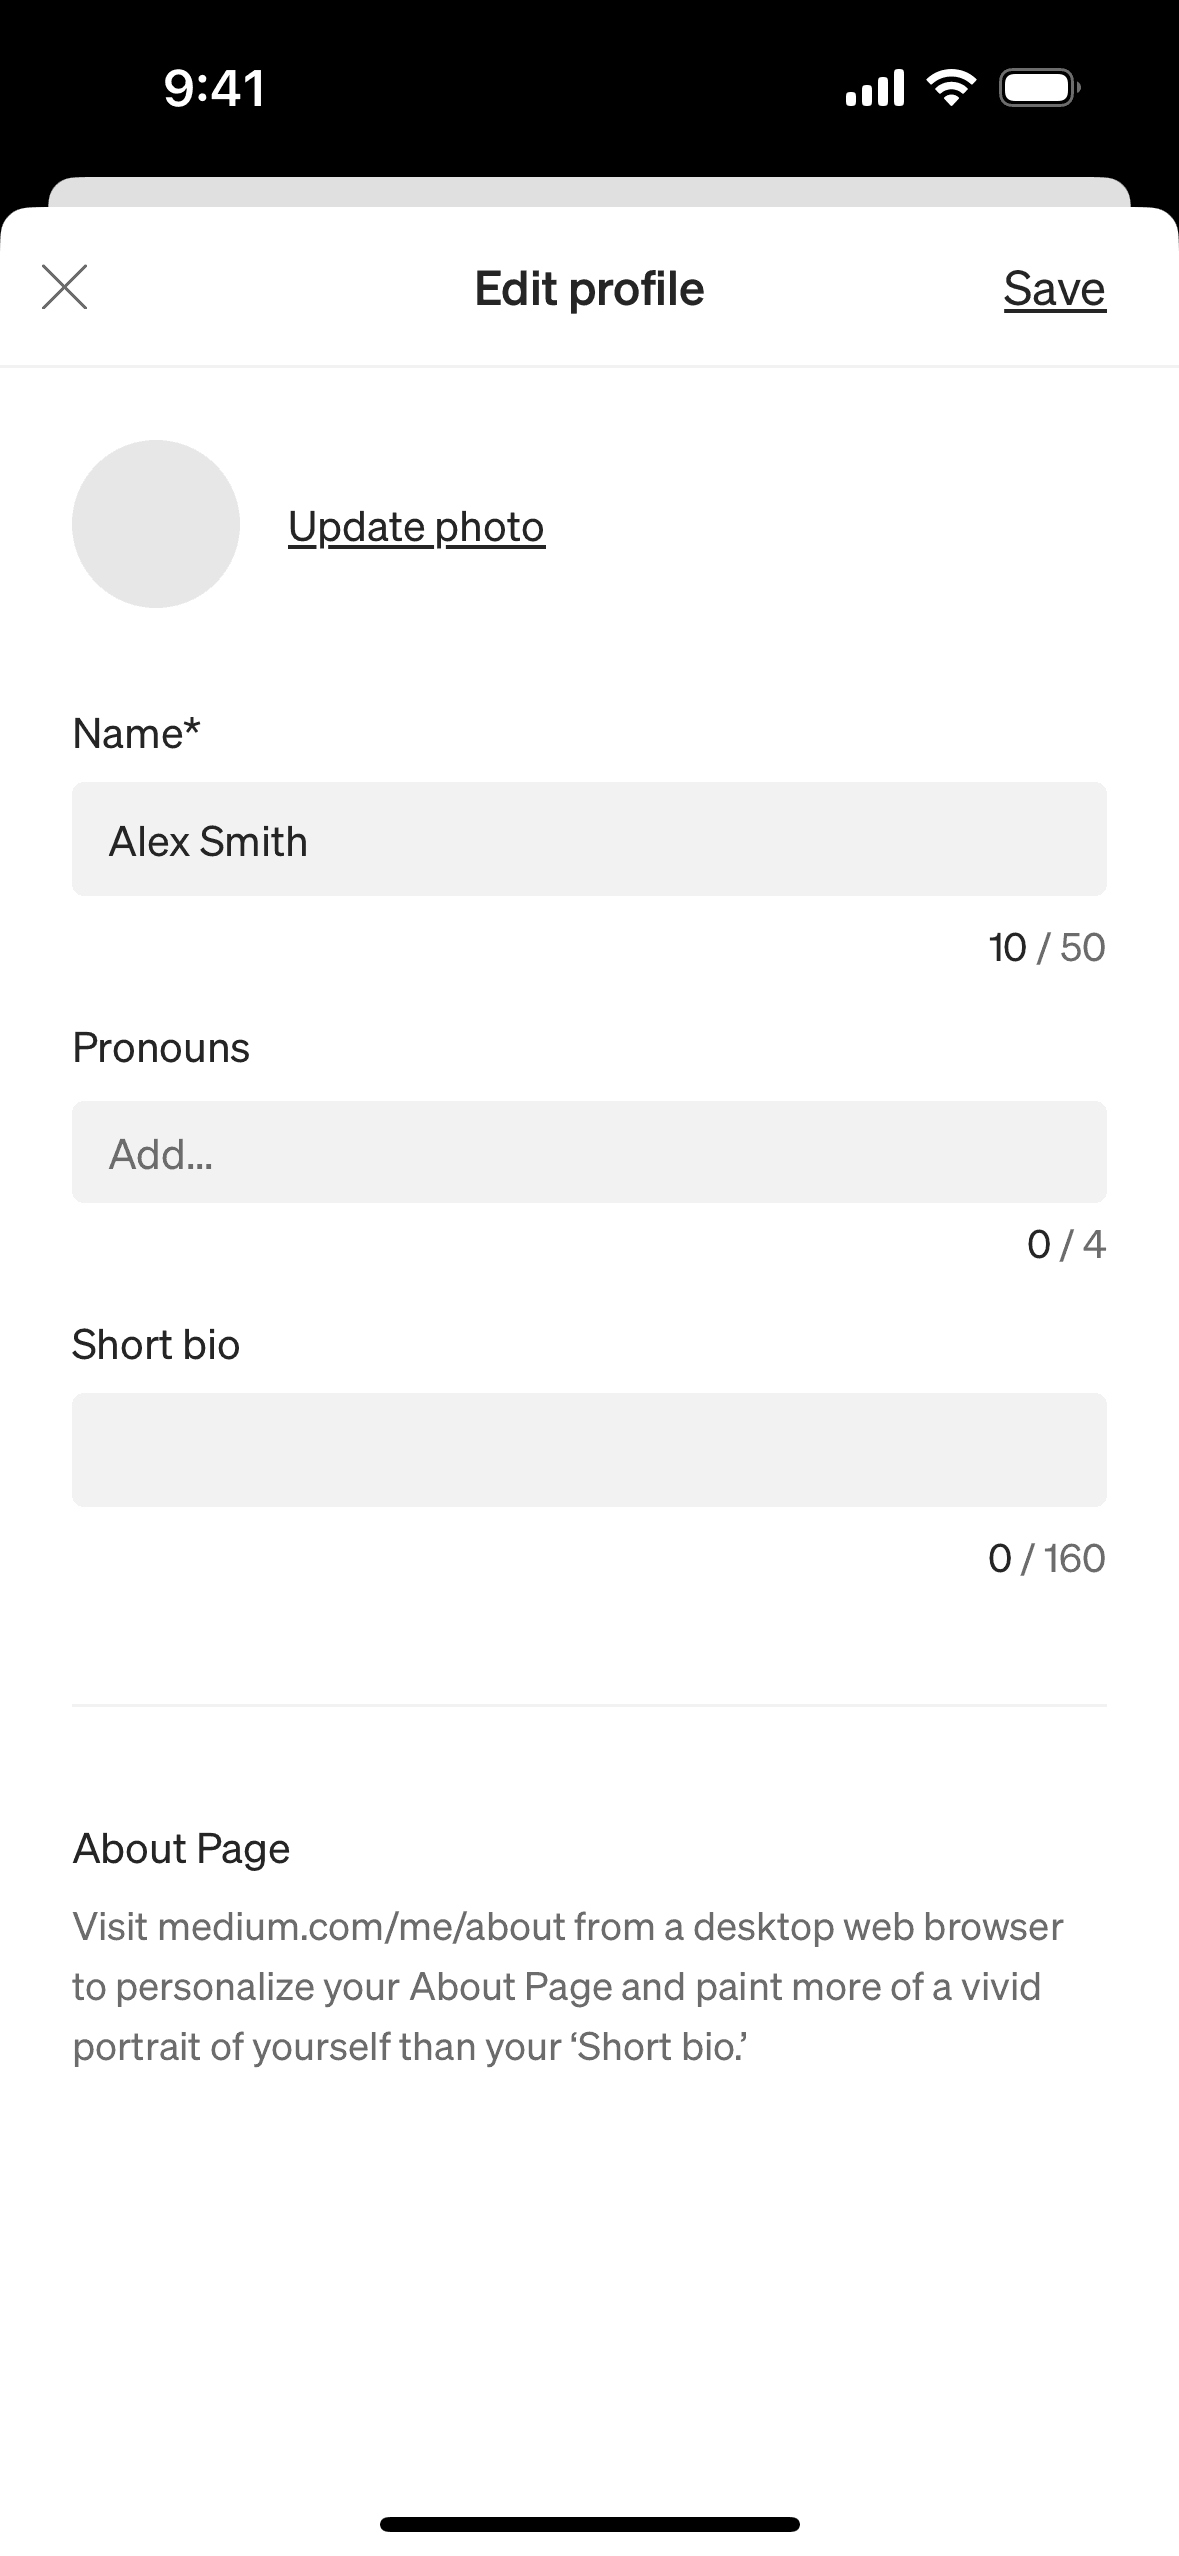 9:41
Edit profile
Save
Update photo
Name*
Alex Smith
10 / 50
Pronouns
Add...
0 / 4
Short bio
0 / 160
About Page
Visit medium.com/me/about from a desktop web browser
to personalize your About Page and paint more of a vivid
portrait of yourself than your ‘Short bio.’